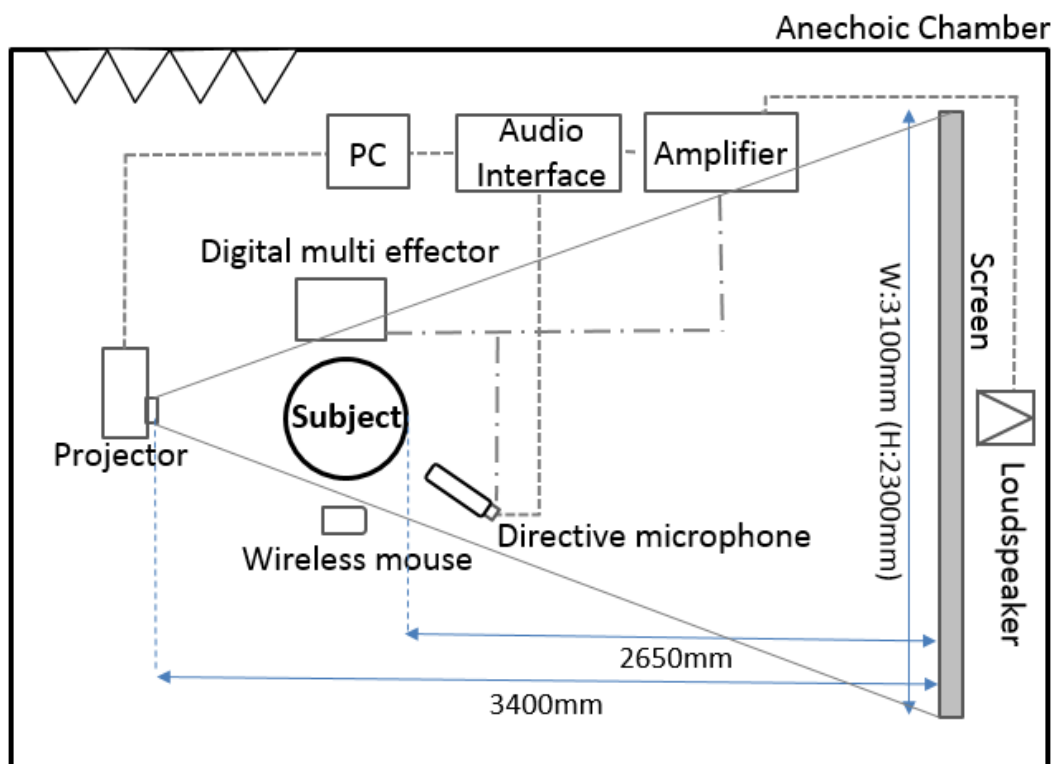 Anechoic Chamber
PC
Audio
Interface
Amplifier
Digital multi effector
Screen
W:3100mm (H:2300mm)
Subject
Projector
Loudspeaker
Directive microphone
Wireless mouse
2650mm
3400mm